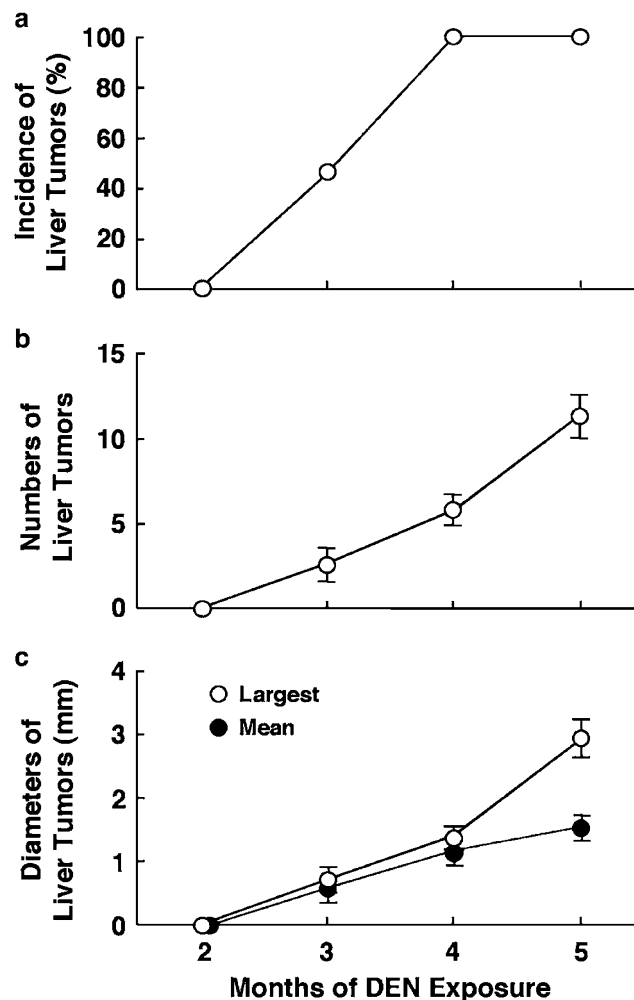 a
Incidence of
Liver Tumors (%)
100
80
60
40
20
0
b
Numbers of
Liver Tumors
15
10
5
0
c
Diameters of
Liver Tumors (mm)
4
3
2
1
0
Largest
Mean
2 3 4 5
Months of DEN Exposure